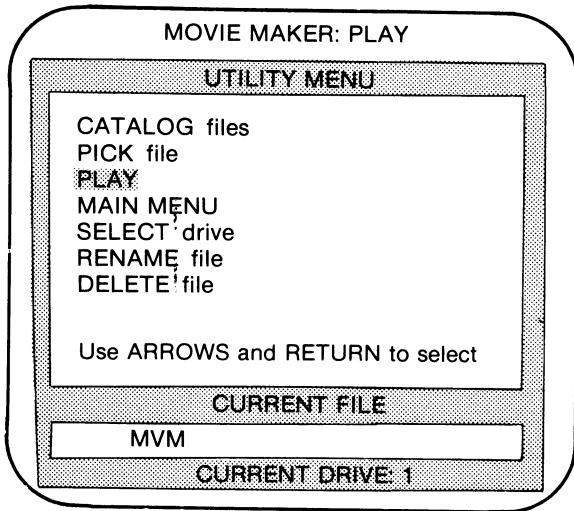 MOVIE MAKER: PLAY
UTILITY MENU
CATALOG files
PICK file
PLAY
MAIN MENU
SELECT drive
RENAME file
DELETE file
Use ARROWS and RETURN to select
CURRENT FILE
MVM
CURRENT DRIVE: 1